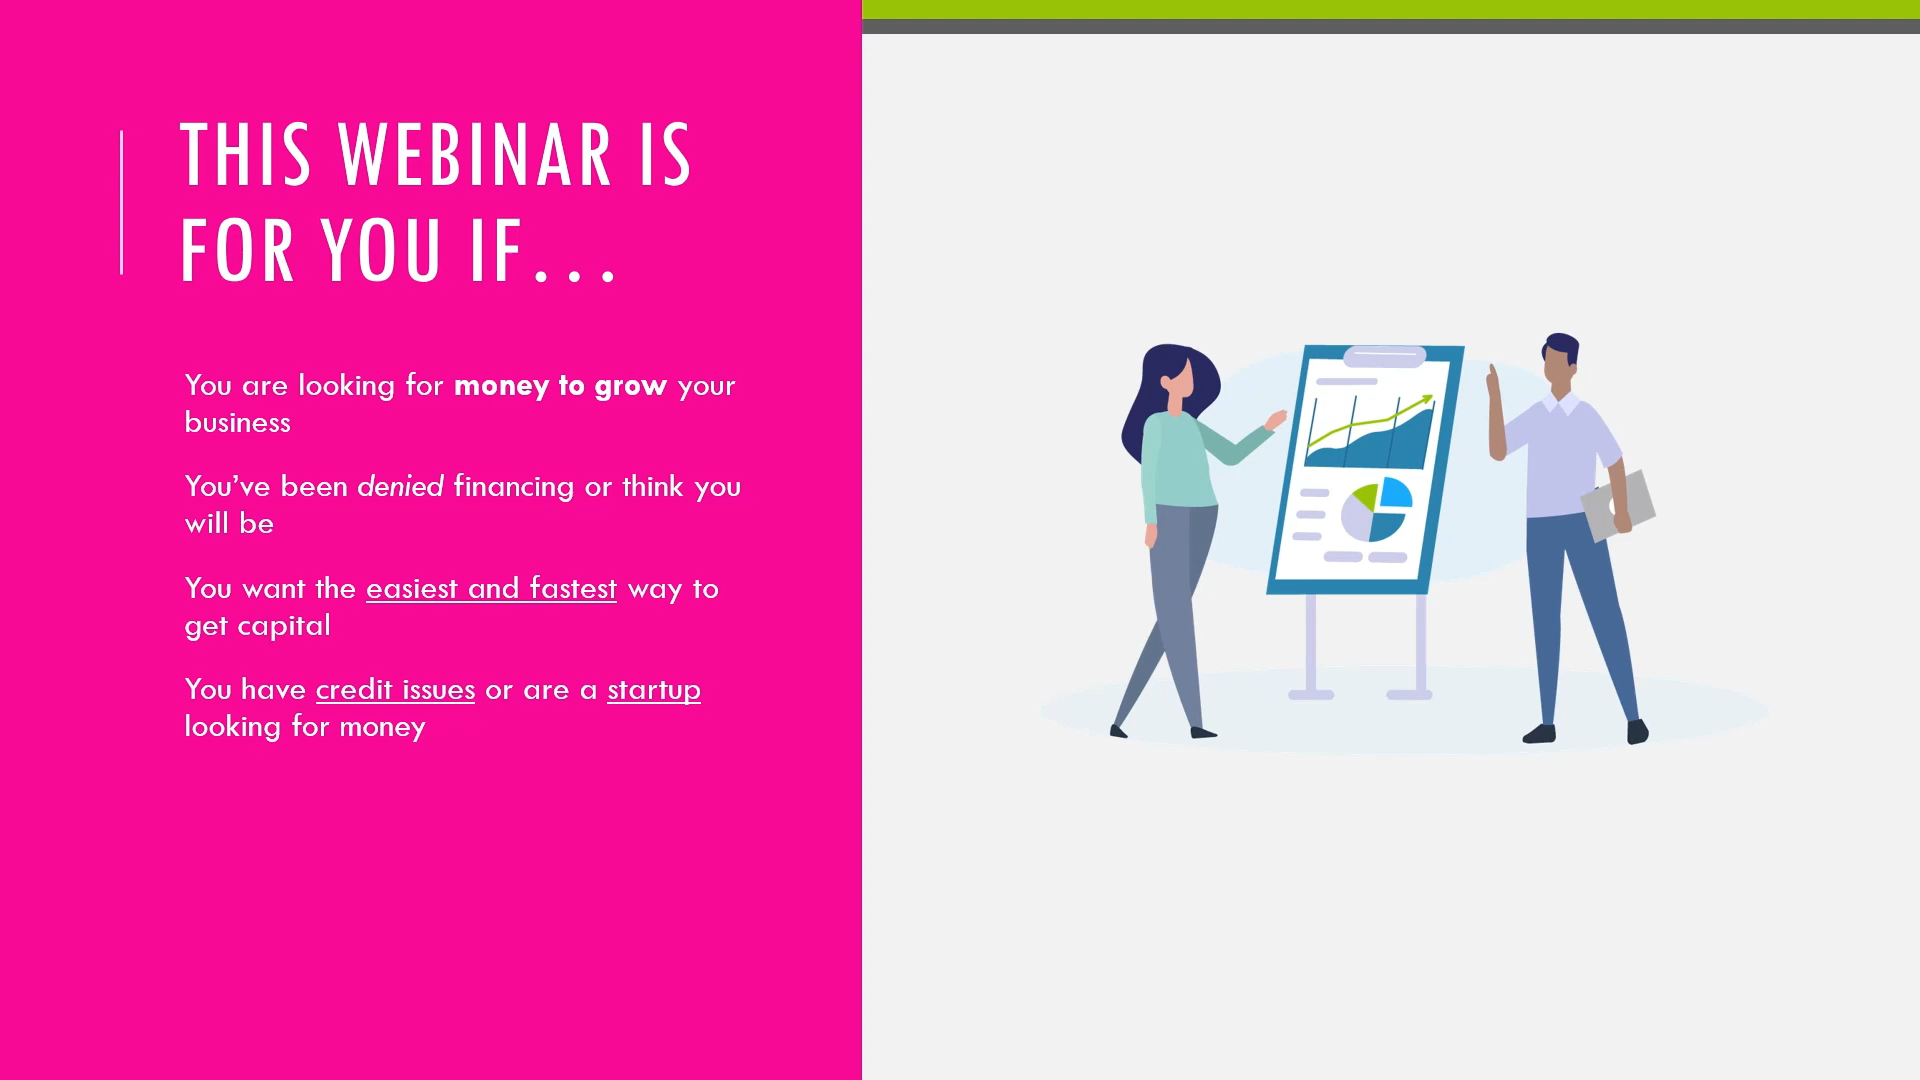 THIS WEBINAR IS
FOR YOU IF...
You are looking for money to grow your
business
You’ve been denied financing or think you
will be
You want the easiest and fastest way to
get capital
You have credit issues or are a startup
looking for money